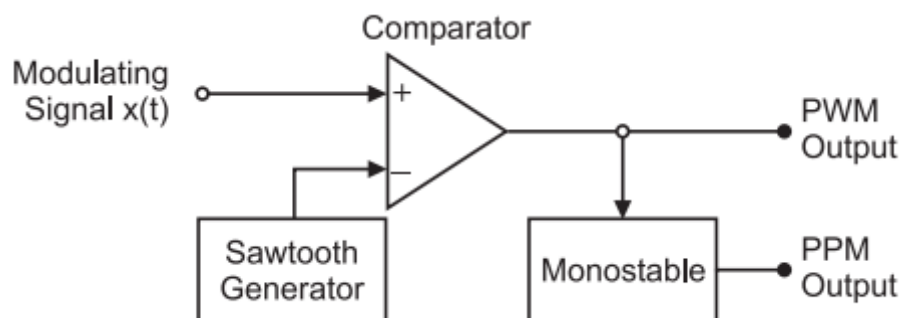 Comparator
Modulating
Signal x(t)
+
−
PWM
Output
Sawtooth
Generator
Monostable
PPM
Output